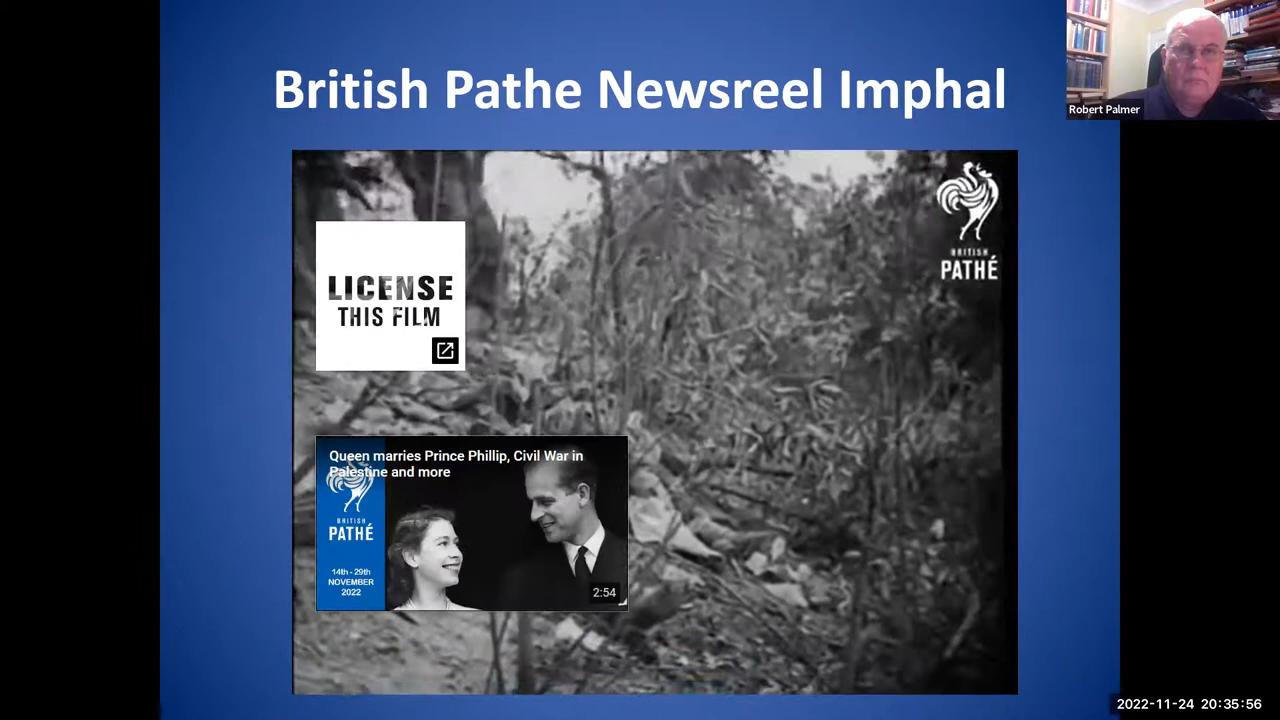 British Pathe Newsreel Imphal
Robert Palmer
BRITISH
PATHÉ
LICENSE
THIS FILM
Queen marries Prince Phillip, Civil War in
Palestine and more
BRITISH
PATHÉ
14th - 29th
NOVEMBER
2022
2:54
2022-11-24 20:35:56